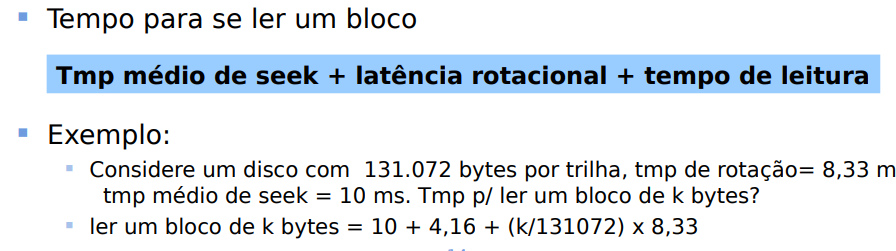 Tempo para se ler um bloco
Tmp médio de seek + latência rotacional + tempo de leitura
Exemplo:
Considere um disco com 131.072 bytes por trilha, tmp de rotação= 8,33 m
tmp médio de seek = 10 ms. Tmp p/ ler um bloco de k bytes?
ler um bloco de k bytes = 10 + 4,16 + (k/131072) x 8,33